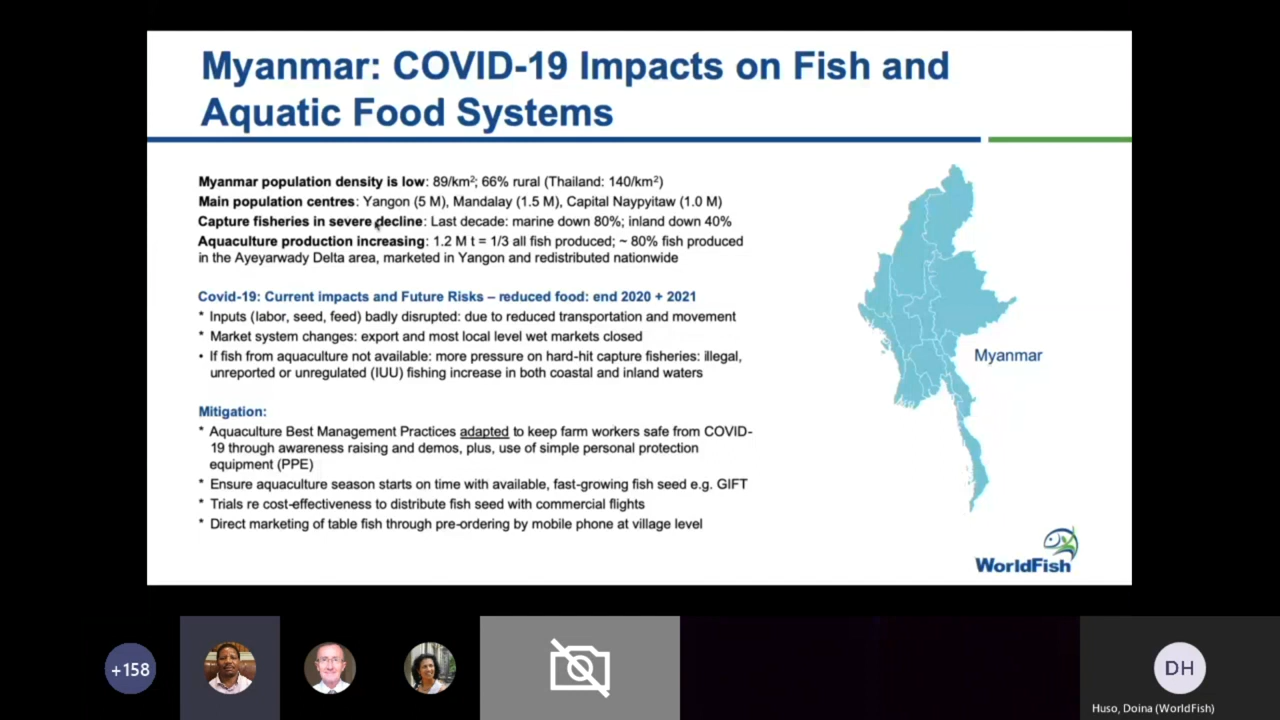 Myanmar: COVID-19 Impacts on Fish and
Aquatic Food Systems
Myanmar population density is low: 89/km²; 66% rural (Thailand: 140/km²)
Main population centres: Yangon (5 M), Mandalay (1.5 M), Capital Naypyitaw (1.0 M)
Capture fisheries in severe decline: Last decade: marine down 80%; inland down 40%
Aquaculture production increasing: 1.2 M t = 1/3 all fish produced; ~ 80% fish produced
in the Ayeyarwady Delta area, marketed in Yangon and redistributed nationwide
Covid-19: Current impacts and Future Risks – reduced food: end 2020 + 2021
* Inputs (labor, seed, feed) badly disrupted: due to reduced transportation and movement
* Market system changes: export and most local level wet markets closed
• If fish from aquaculture not available: more pressure on hard-hit capture fisheries: illegal,
unreported or unregulated (IUU) fishing increase in both coastal and inland waters
Mitigation:
* Aquaculture Best Management Practices adapted to keep farm workers safe from COVID-
19 through awareness raising and demos, plus, use of simple personal protection
equipment (PPE)
* Ensure aquaculture season starts on time with available, fast-growing fish seed e.g. GIFT
* Trials re cost-effectiveness to distribute fish seed with commercial flights
* Direct marketing of table fish through pre-ordering by mobile phone at village level
Myanmar
WorldFish
+158
DH
Huso, Doina (WorldFish)